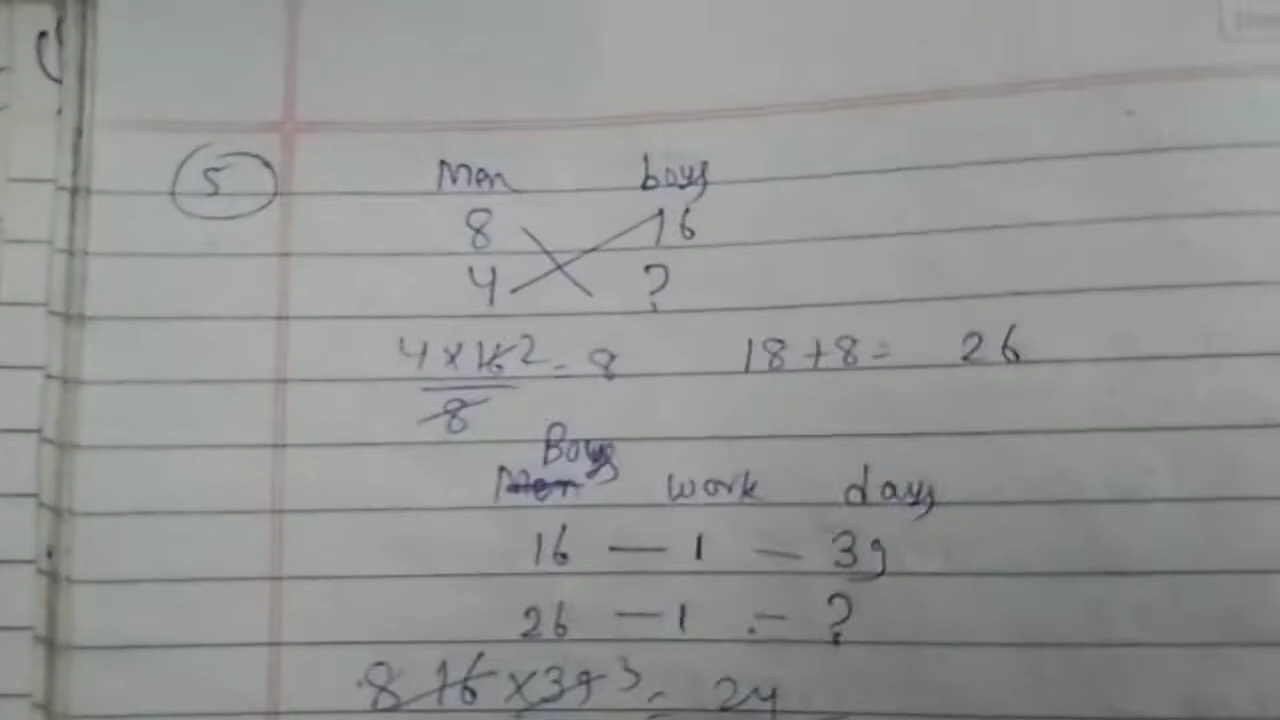 5 Men boys
8 16
4 ?
4 x 16 2 = 8 18 + 8 = 26
8
Boys
Men work days
16 — 1 — 39
26 — 1 — ?
8 16 x 39 3 = 24